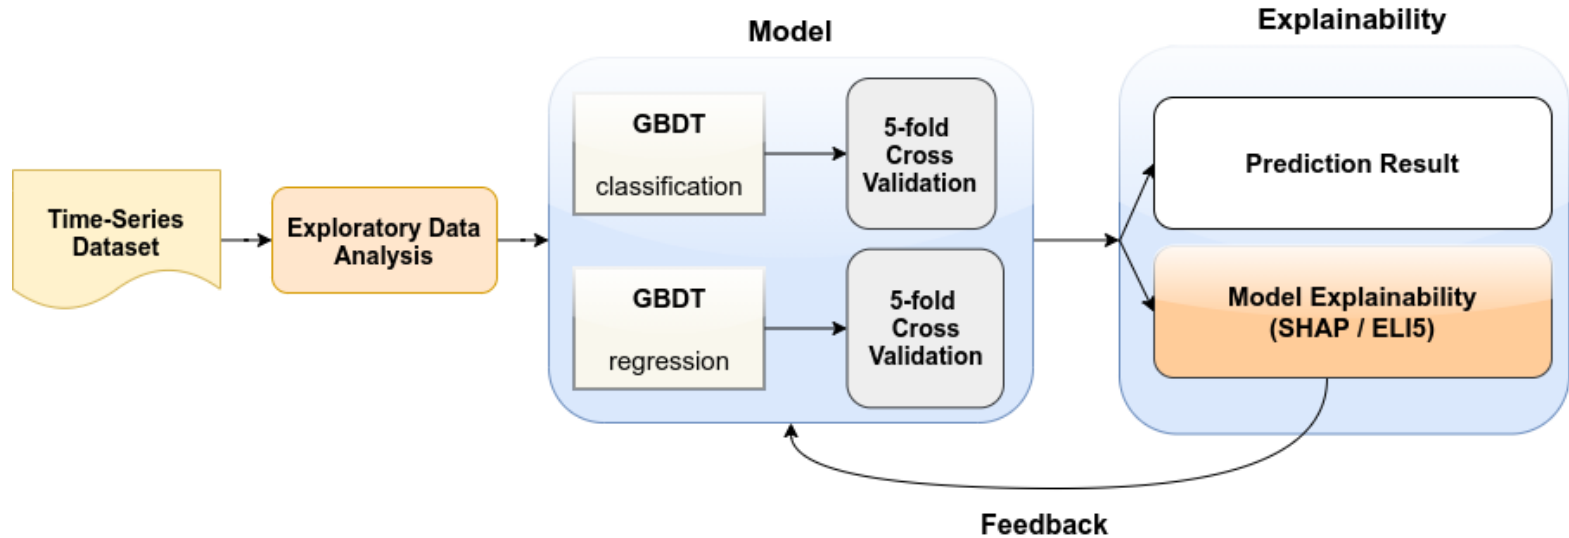 Model
Explainability
Time-Series
Dataset
Exploratory Data
Analysis
GBDT
classification
5-fold
Cross
Validation
GBDT
regression
5-fold
Cross
Validation
Prediction Result
Model Explainability
(SHAP / ELI5)
Feedback